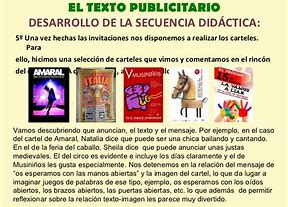 EL TEXTO PUBLICITARIO
DESARROLLO DE LA SECUENCIA DIDÁCTICA:
5º Una vez hechas las invitaciones nos disponemos a realizar los carteles.
Para
ello, hicimos una selección de carteles que vimos y comentamos en el rincón
AMARAL
ITALIA
MUSIÑINOS
Vamos descubriendo que anuncian, el texto y el mensaje. Por ejemplo, en el caso
del cartel de Amaral, Natalia dice que puede ser una chica bailando y cantando.
En el de la feria del caballo, Sheila dice que puede anunciar unas justas
medievales. El del circo es evidente e incluye los días claramente y el de
Musiniños les gusta especialmente. Nos detenemos en la relación del mensaje de
"os esperamos con las manos abiertas" y la imagen del cartel, lo que da lugar a
imaginar juegos de palabras de ese tipo, ejemplo, os esperamos con los oídos
abiertos, los brazos abiertos, las puertas abiertas, etc. lo que además de permitir
reflexionar sobre la relación texto-imagen les parece muy divertido.